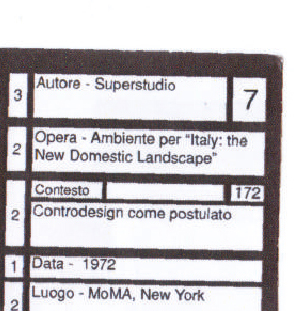 3 Autore - Superstudio 7
2 Opera - Ambiente per "Italy: the
New Domestic Landscape"
Contesto 172
2 Controdesign come postulato
1 Data - 1972
2 Luogo - MoMA, New York